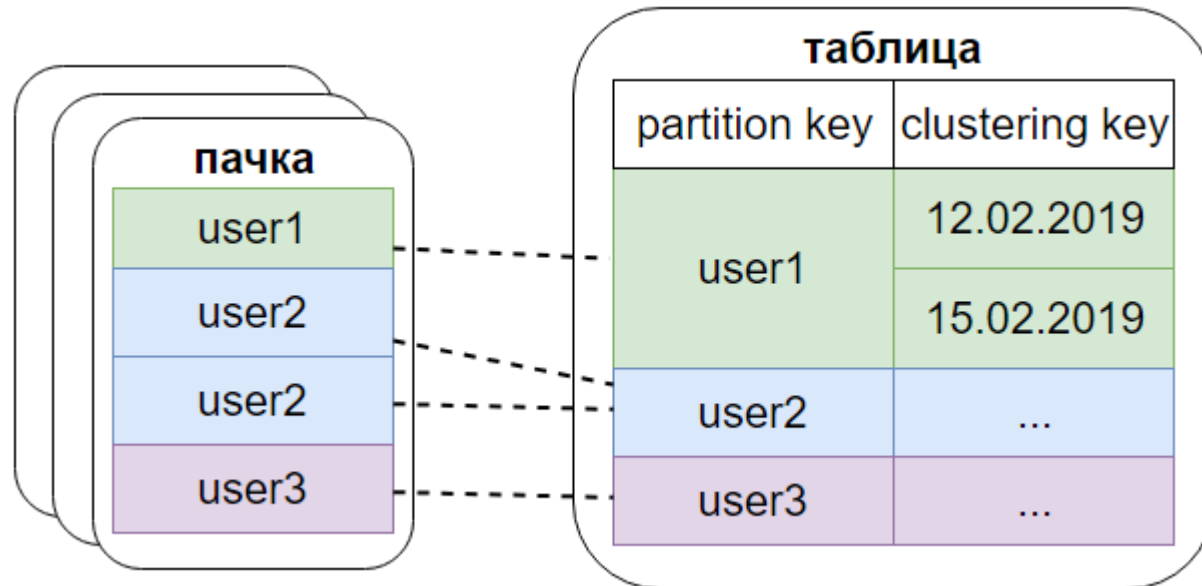 пачка
user1
user2
user2
user3
таблица
partition key clustering key
user1
12.02.2019
15.02.2019
user2 ...
user3 ...